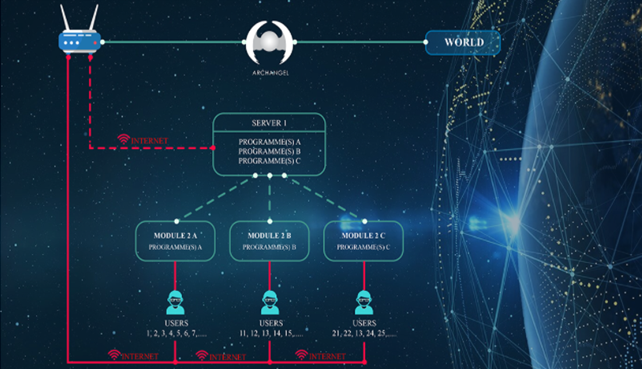 WORLD
ARCHANGEL
SERVER 1
INTERNET
PROGRAMME(S) A
PROGRAMME(S) B
PROGRAMME(S) C
MODULE 2 A
PROGRAMME(S) A
MODULE 2 B
PROGRAMME(S) B
MODULE 2 C
PROGRAMME(S) C
USERS
1, 2, 3, 4, 5, 6, 7,.....
USERS
11, 12, 13, 14, 15,.....
USERS
21, 22, 13, 24, 25,.....
INTERNET
INTERNET
INTERNET